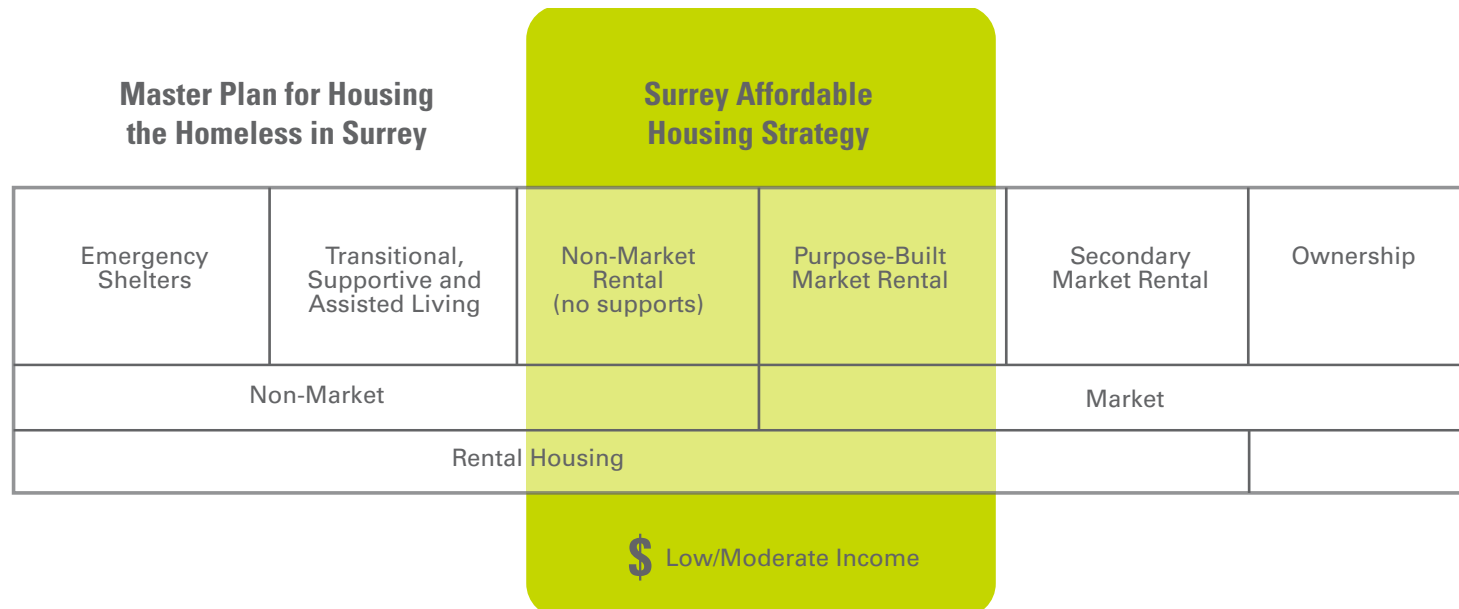 Master Plan for Housing
the Homeless in Surrey
Surrey Affordable
Housing Strategy
Emergency
Shelters
Transitional,
Supportive and
Assisted Living
Non-Market
Rental
(no supports)
Purpose-Built
Market Rental
Secondary
Market Rental
Ownership
Non-Market
Market
Rental Housing
$ Low/Moderate Income